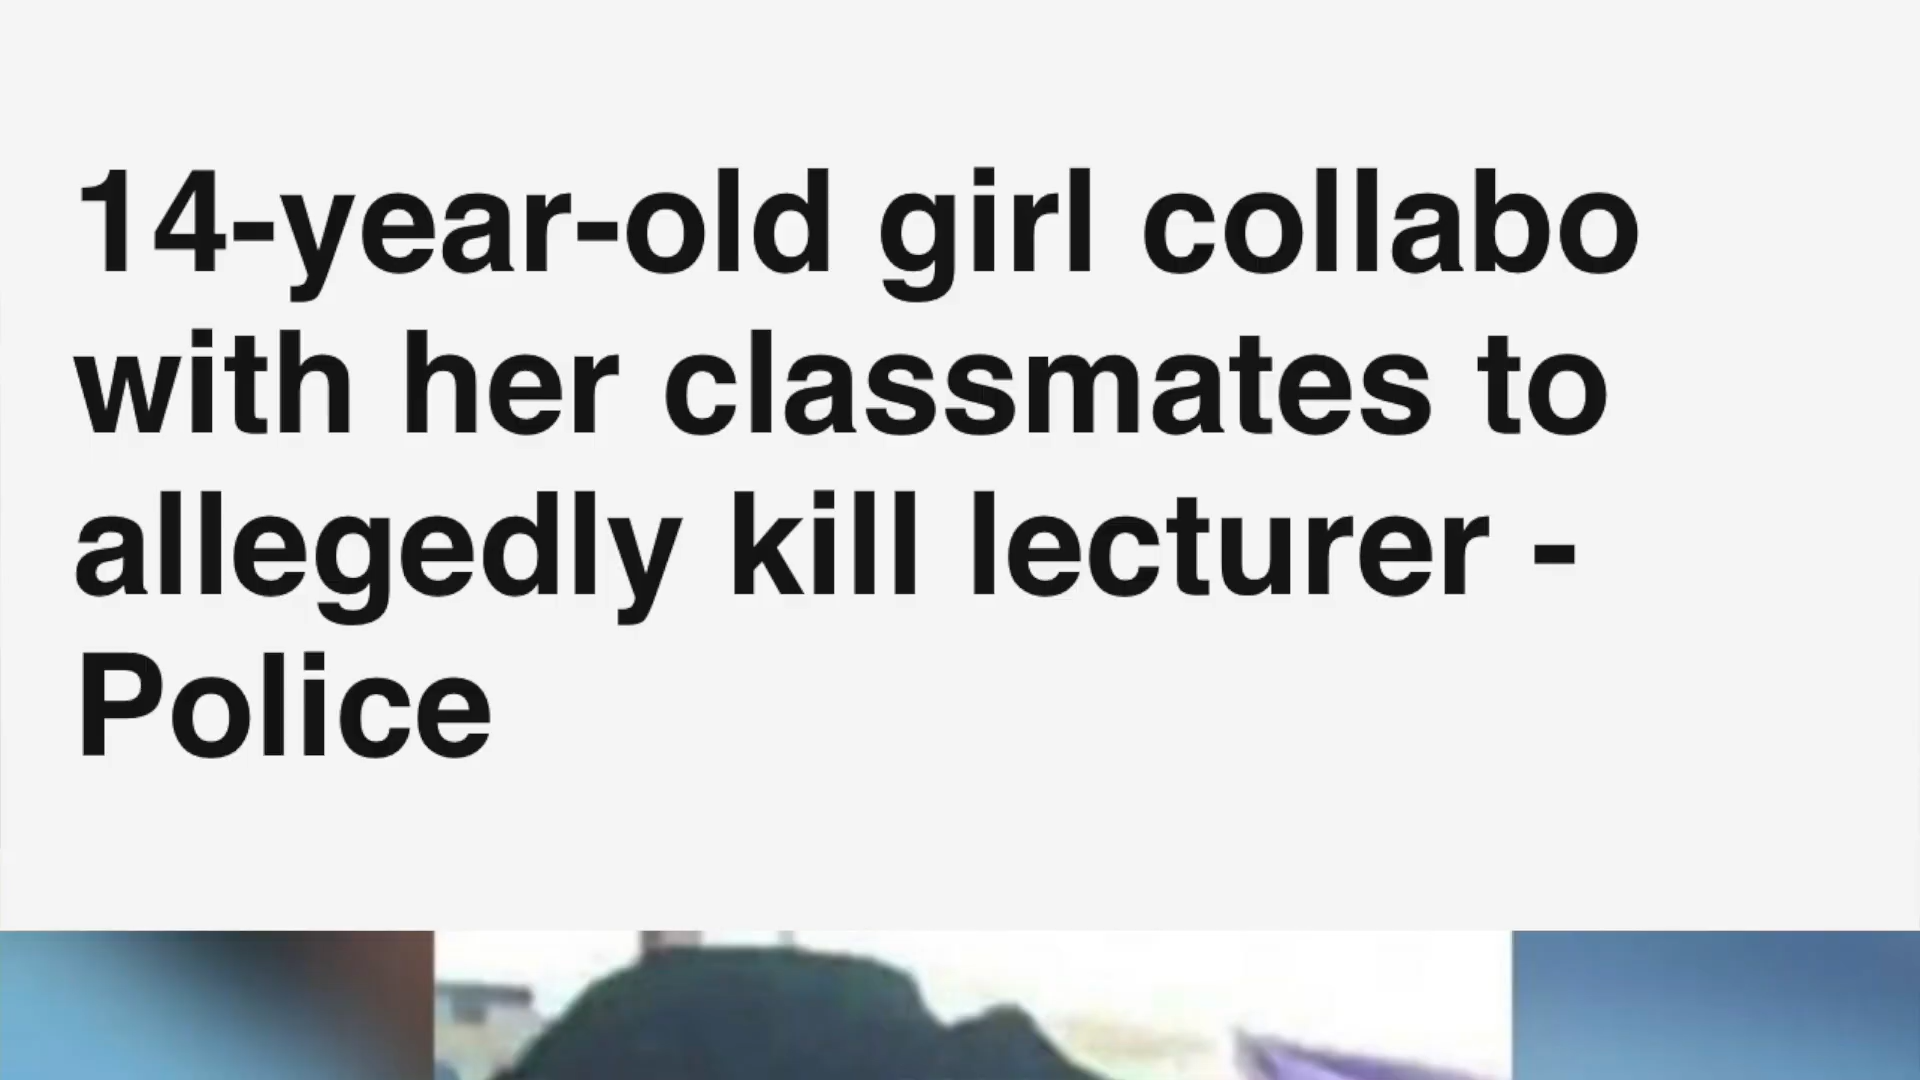 14-year-old girl collabo
with her classmates to
allegedly kill lecturer -
Police